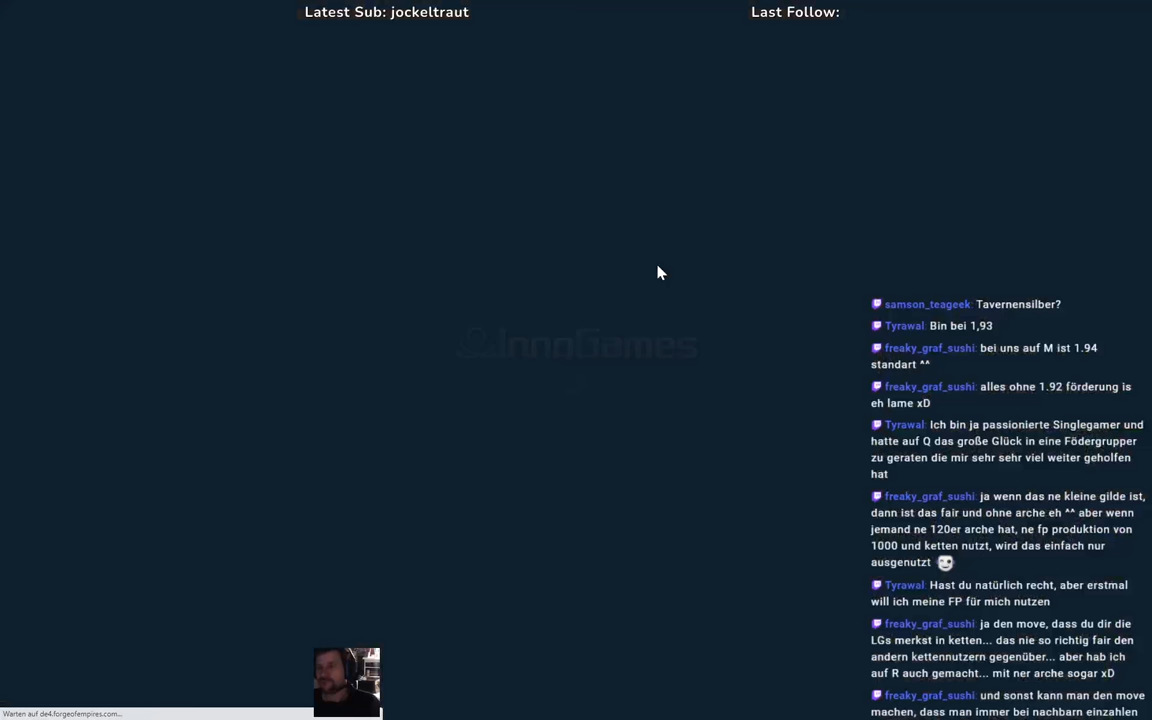 Latest Sub: jockeltraut
Last Follow:
InnoGames
samson_teageek: Tavernensilber?
Tyrawal: Bin bei 1,93
freaky_graf_sushi: bei uns auf M ist 1.94
standart ^^
freaky_graf_sushi: alles ohne 1.92 förderung is
eh lame xD
Tyrawal: Ich bin ja passionierte Singlegamer und
hatte auf Q das große Glück in eine Födergrupper
zu geraten die mir sehr sehr viel weiter geholfen
hat
freaky_graf_sushi: ja wenn das ne kleine gilde ist,
dann ist das fair und ohne arche eh ^^ aber wenn
jemand ne 120er arche hat, ne fp produktion von
1000 und ketten nutzt, wird das einfach nur
ausgenutzt
Tyrawal: Hast du natürlich recht, aber erstmal
will ich meine FP für mich nutzen
freaky_graf_sushi: ja den move, dass du dir die
LGs merkst in ketten... das nie so richtig fair den
andern kettennutzern gegenüber... aber hab ich
auf R auch gemacht... mit ner arche sogar xD
freaky_graf_sushi: und sonst kann man den move
machen, dass man immer bei nachbarn einzahlen
Warten auf de4.forgeofempires.com...